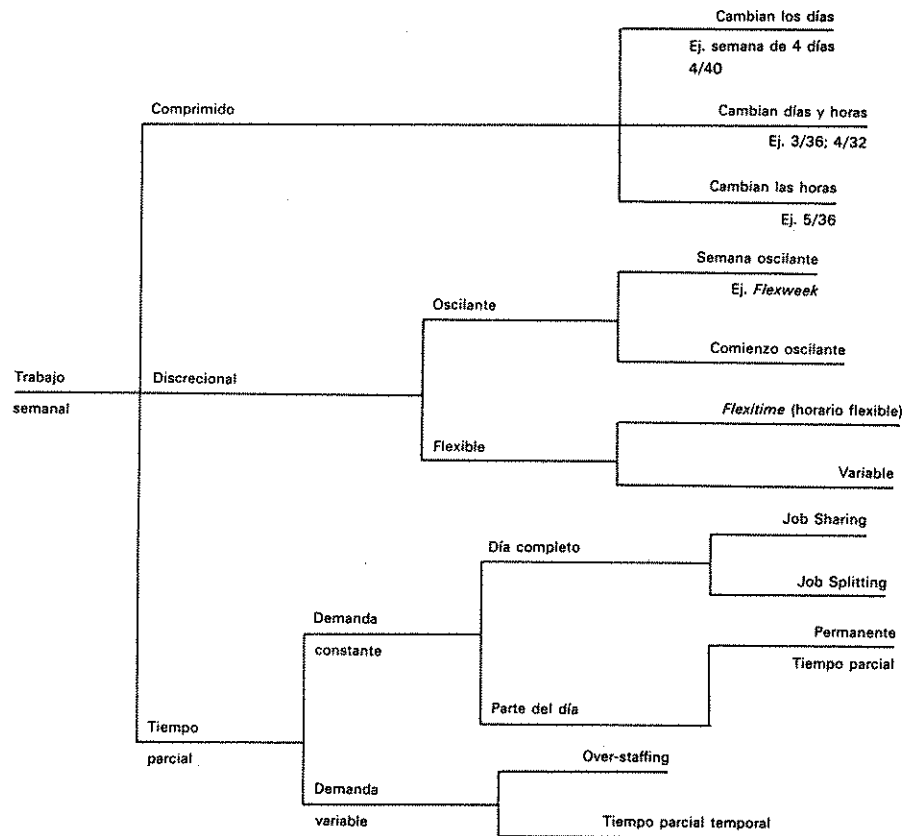 Cambian los días
Ej. semana de 4 días
4/40
Comprimido
Cambian días y horas
Ej. 3/36; 4/32
Cambian las horas
Ej. 5/36
Semana oscilante
Ej. Flexweek
Oscilante
Comienzo oscilante
Trabajo
semanal
Discrecional
Flexitime (horario flexible)
Flexible
Variable
Job Sharing
Día completo
Job Splitting
Demanda
constante
Permanente
Tiempo parcial
Parte del día
Tiempo
parcial
Over-staffing
Demanda
variable
Tiempo parcial temporal